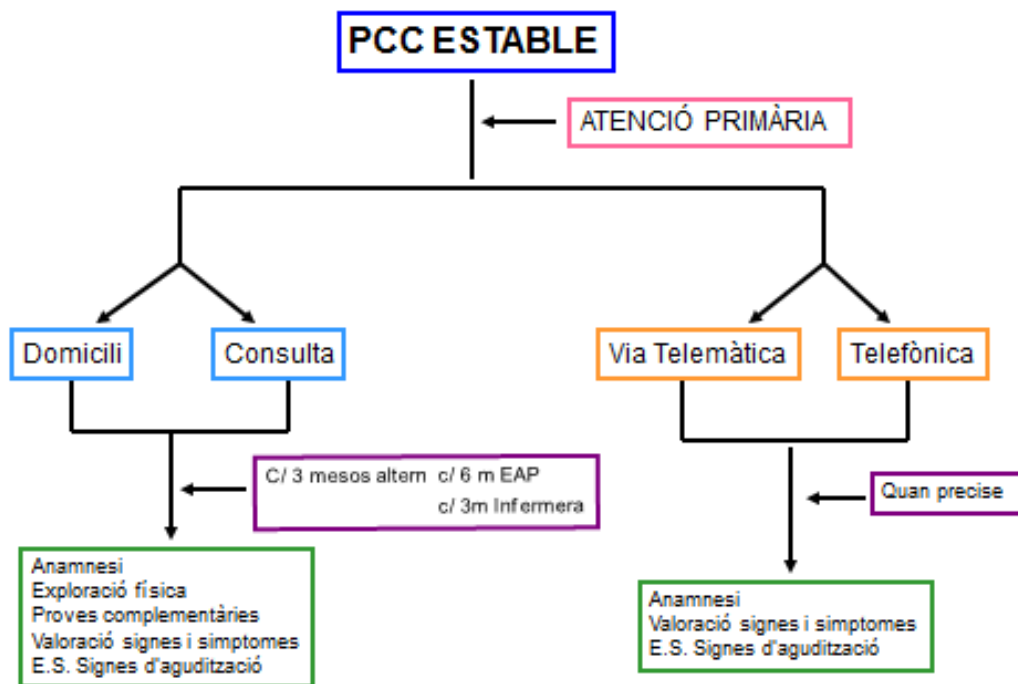 PCC ESTABLE
ATENCIÓ PRIMÀRIA
Domicili
Consulta
Via Telemàtica
Telefònica
C/ 3 mesos altern c/ 6 m EAP
c/ 3m Infermera
Quan precise
Anamnesi
Exploració física
Proves complementàries
Valoració signes i simptomes
E.S. Signes d'agudització
Anamnesi
Valoració signes i simptomes
E.S. Signes d'agudització